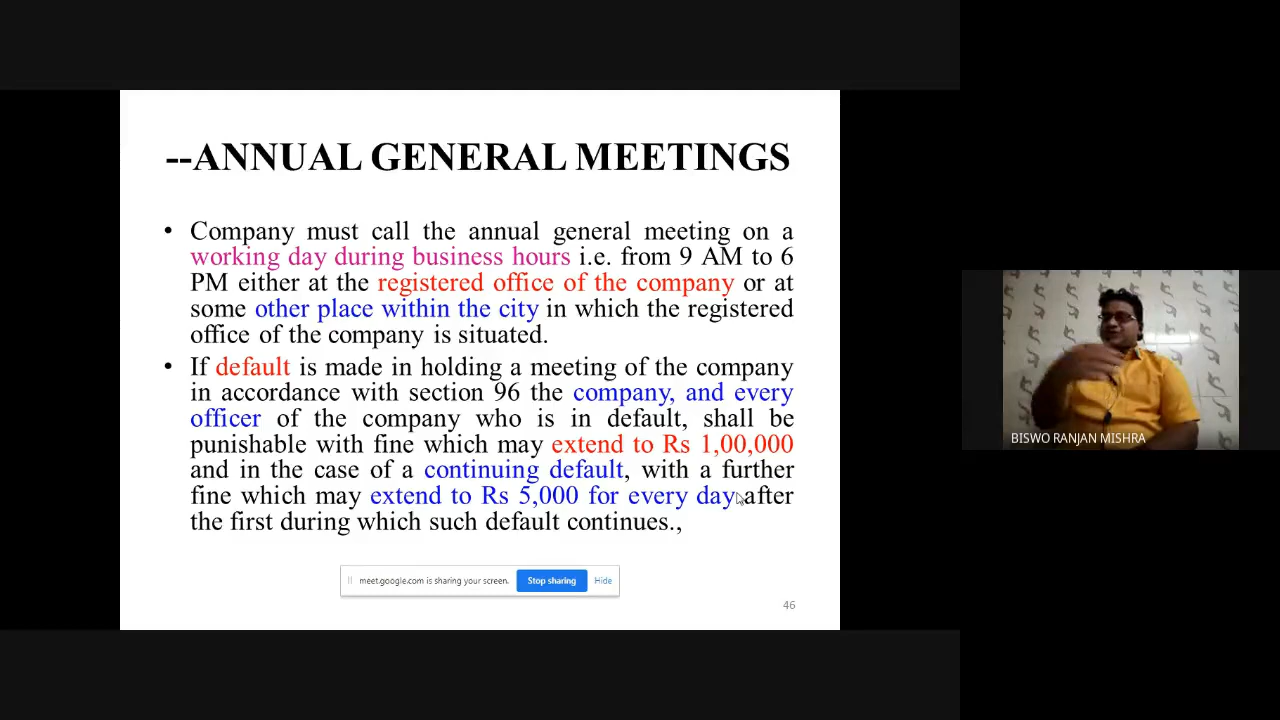 --ANNUAL GENERAL MEETINGS
• Company must call the annual general meeting on a
working day during business hours i.e. from 9 AM to 6
PM either at the registered office of the company or at
some other place within the city in which the registered
office of the company is situated.
• If default is made in holding a meeting of the company
in accordance with section 96 the company, and every
officer of the company who is in default, shall be
punishable with fine which may extend to Rs 1,00,000
and in the case of a continuing default, with a further
fine which may extend to Rs 5,000 for every day after
the first during which such default continues.,
meet.google.com is sharing your screen. Stop sharing Hide
46
BISWO RANJAN MISHRA